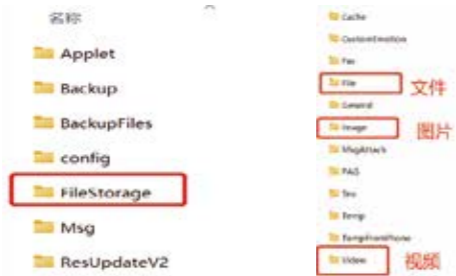 名称
Applet
Backup
BackupFiles
config
FileStorage
Msg
ResUpdateV2
Cache
CustomEmotion
Fav
File
文件
General
Image
图片
MsgAttach
Temp
TempFromPhone
Video
视频